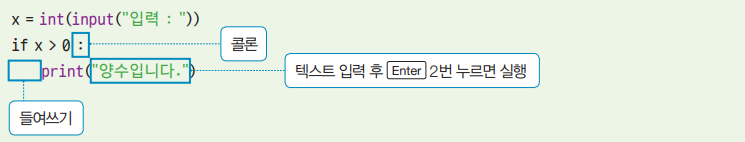 x = int(input("입력 : "))
if x > 0 :
콜론
print("양수입니다.")
텍스트 입력 후 Enter 2번 누르면 실행
들여쓰기